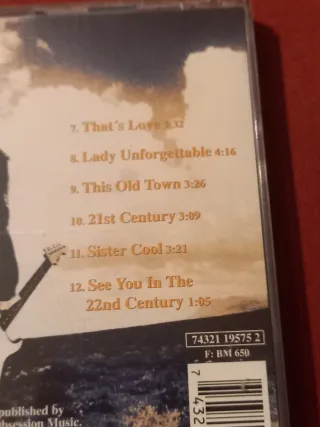 7. That´s Love 3:32
8. Lady Unforgettable 4:16
9. This Old Town 3:26
10. 21st Century 3:09
11. Sister Cool 3:21
12. See You In The
22nd Century 1:05
74321 19575 2
F: BM 650
7 432
published by
bsession Music.